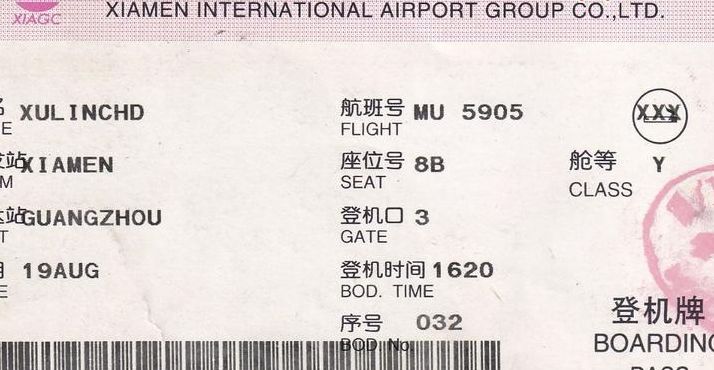 XIAGC
XIAMEN INTERNATIONAL AIRPORT GROUP CO.,LTD.
XULINCHD
航班号 MU 5905
FLIGHT
站 XIAMEN
座位号 8B
SEAT
舱等 Y
CLASS
站 GUANGZHOU
登机口 3
GATE
19AUG
登机时间 1620
BOD. TIME
序号 032
BOD. No.
登机牌
BOARDING